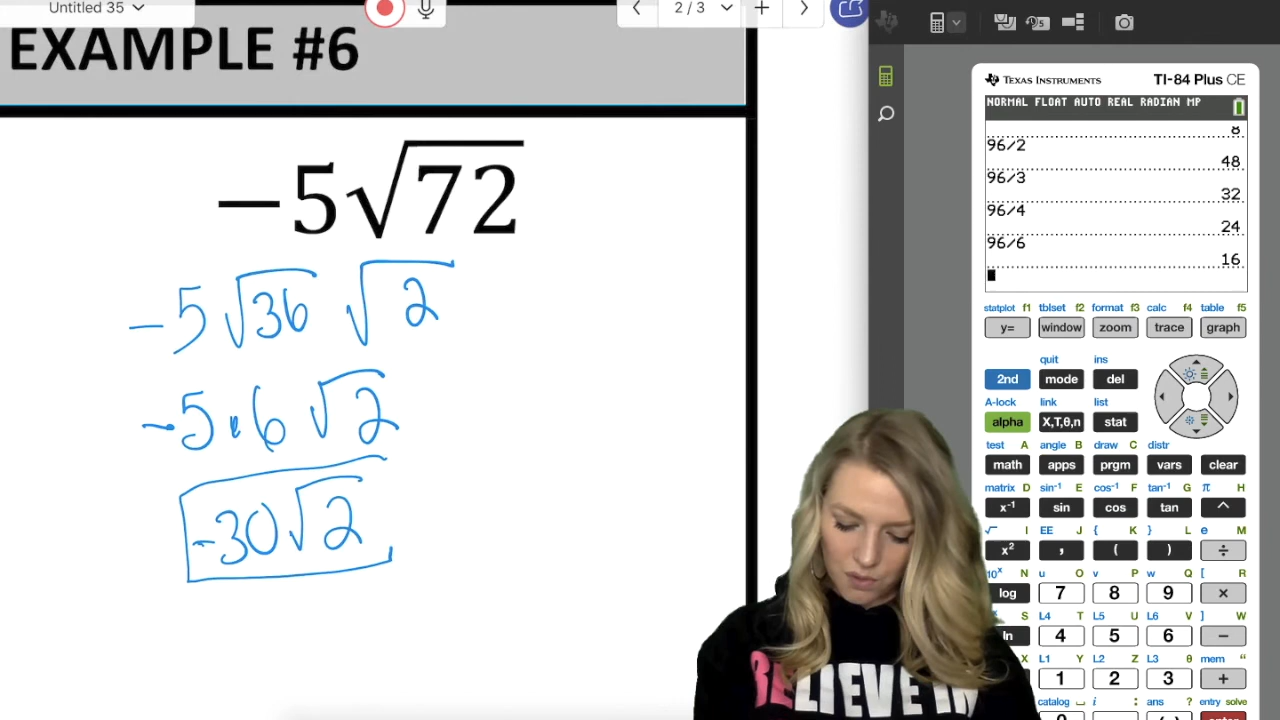 Untitled 35
2 / 3
EXAMPLE #6
−5√72
-5 √36 √2
-5 • 6 √2
-30√2
BELIEVE IN
5
TEXAS INSTRUMENTS TI-84 Plus CE
NORMAL FLOAT AUTO REAL RADIAN MP
8
96/2
48
96/3
32
96/4
24
96/6
16
statplot f1 tblset f2 format f3 calc f4 table f5
y= window zoom trace graph
quit ins
2nd mode del
A-lock link list
alpha X,T,θ,n stat
test A angle B draw C distr
math apps prgm vars clear
matrix D sin⁻¹ E cos⁻¹ F tan⁻¹ G π H
x⁻¹ sin cos tan ^
√ I EE J { K } L e M
x² , ( ) ÷
10ˣ N u O v P w Q [ R
log 7 8 9 ×
S L4 T L5 U L6 V ] W
ln 4 5 6 −
X L1 Y L2 Z L3 θ mem “
1 2 3 +
catalog i : ans ? entry solve